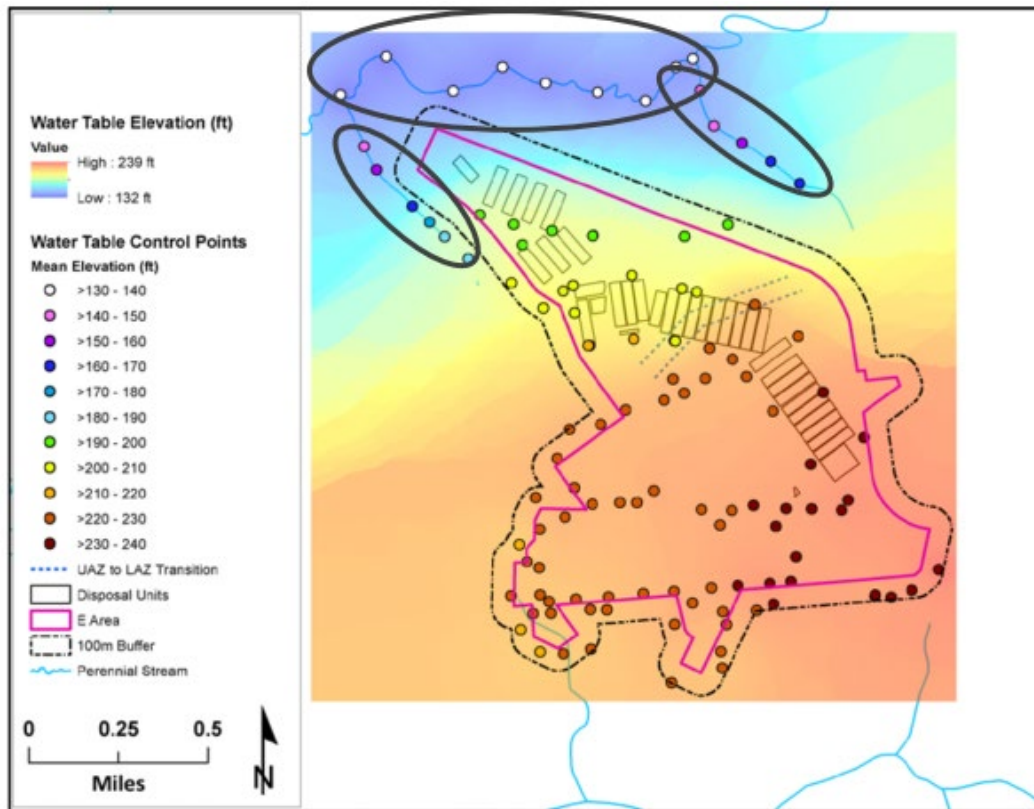 Water Table Elevation (ft)
Value
High : 239 ft
Low : 132 ft
Water Table Control Points
Mean Elevation (ft)
>130 - 140
>140 - 150
>150 - 160
>160 - 170
>170 - 180
>180 - 190
>190 - 200
>200 - 210
>210 - 220
>220 - 230
>230 - 240
UAZ to LAZ Transition
Disposal Units
E Area
100m Buffer
Perennial Stream
0 0.25 0.5
Miles
N